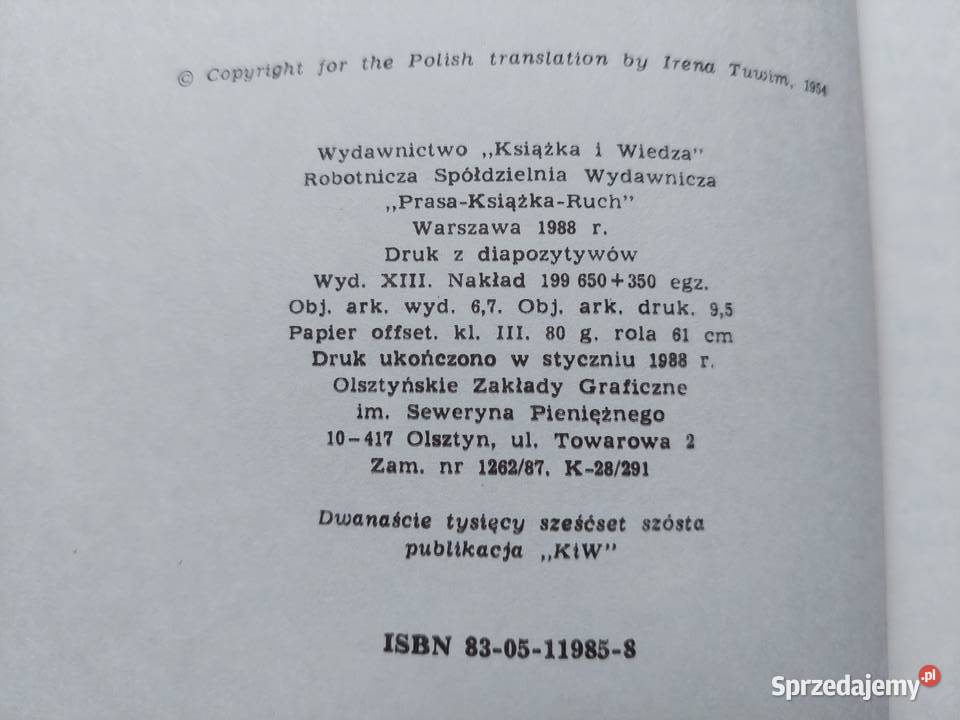 © Copyright for the Polish translation by Irena Tuwim, 1954
Wydawnictwo „Książka i Wiedza”
Robotnicza Spółdzielnia Wydawnicza
„Prasa-Książka-Ruch”
Warszawa 1988 r.
Druk z diapozytywów
Wyd. XIII. Nakład 199 650+350 egz.
Obj. ark. wyd. 6,7. Obj. ark. druk. 9,5
Papier offset. kl. III. 80 g. rola 61 cm
Druk ukończono w styczniu 1988 r.
Olsztyńskie Zakłady Graficzne
im. Seweryna Pieniężnego
10-417 Olsztyn, ul. Towarowa 2
Zam. nr 1262/87. K-28/291
Dwanaście tysięcy sześćset szósta
publikacja „KiW”
ISBN 83-05-11985-8
Sprzedajemy.pl